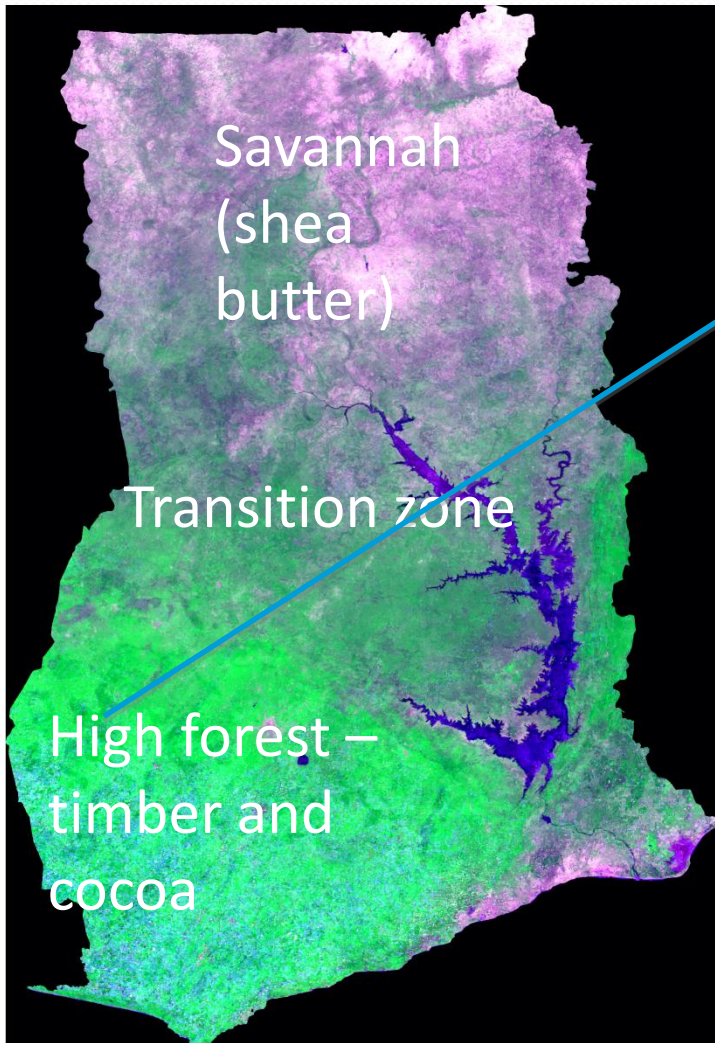 Savannah
(shea
butter)
Transition zone
High forest –
timber and
cocoa